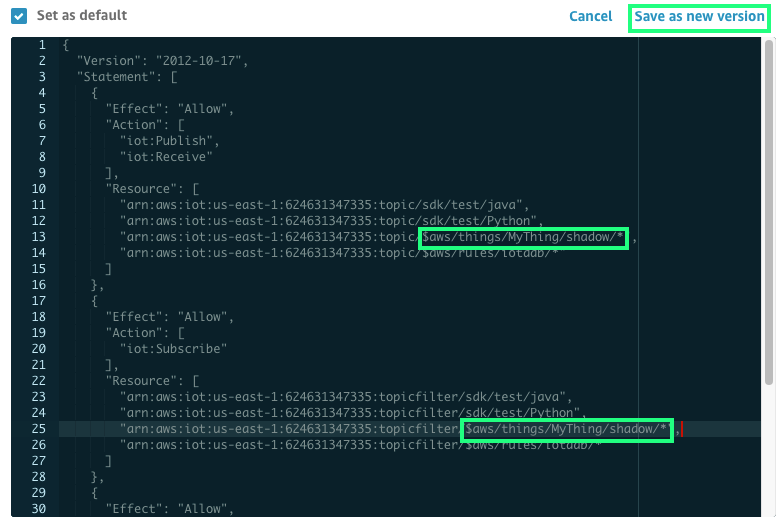 Set as default Cancel Save as new version
1 {
2 "Version": "2012-10-17",
3 "Statement": [
4 {
5 "Effect": "Allow",
6 "Action": [
7 "iot:Publish",
8 "iot:Receive"
9 ],
10 "Resource": [
11 "arn:aws:iot:us-east-1:624631347335:topic/sdk/test/java",
12 "arn:aws:iot:us-east-1:624631347335:topic/sdk/test/Python",
13 "arn:aws:iot:us-east-1:624631347335:topic/$aws/things/MyThing/shadow/*",
14 "arn:aws:iot:us-east-1:624631347335:topic/$aws/rules/iotddb/*"
15 ]
16 },
17 {
18 "Effect": "Allow",
19 "Action": [
20 "iot:Subscribe"
21 ],
22 "Resource": [
23 "arn:aws:iot:us-east-1:624631347335:topicfilter/sdk/test/java",
24 "arn:aws:iot:us-east-1:624631347335:topicfilter/sdk/test/Python",
25 "arn:aws:iot:us-east-1:624631347335:topicfilter/$aws/things/MyThing/shadow/*",
26 "arn:aws:iot:us-east-1:624631347335:topicfilter/$aws/rules/iotddb/*"
27 ]
28 },
29 {
30 "Effect": "Allow",